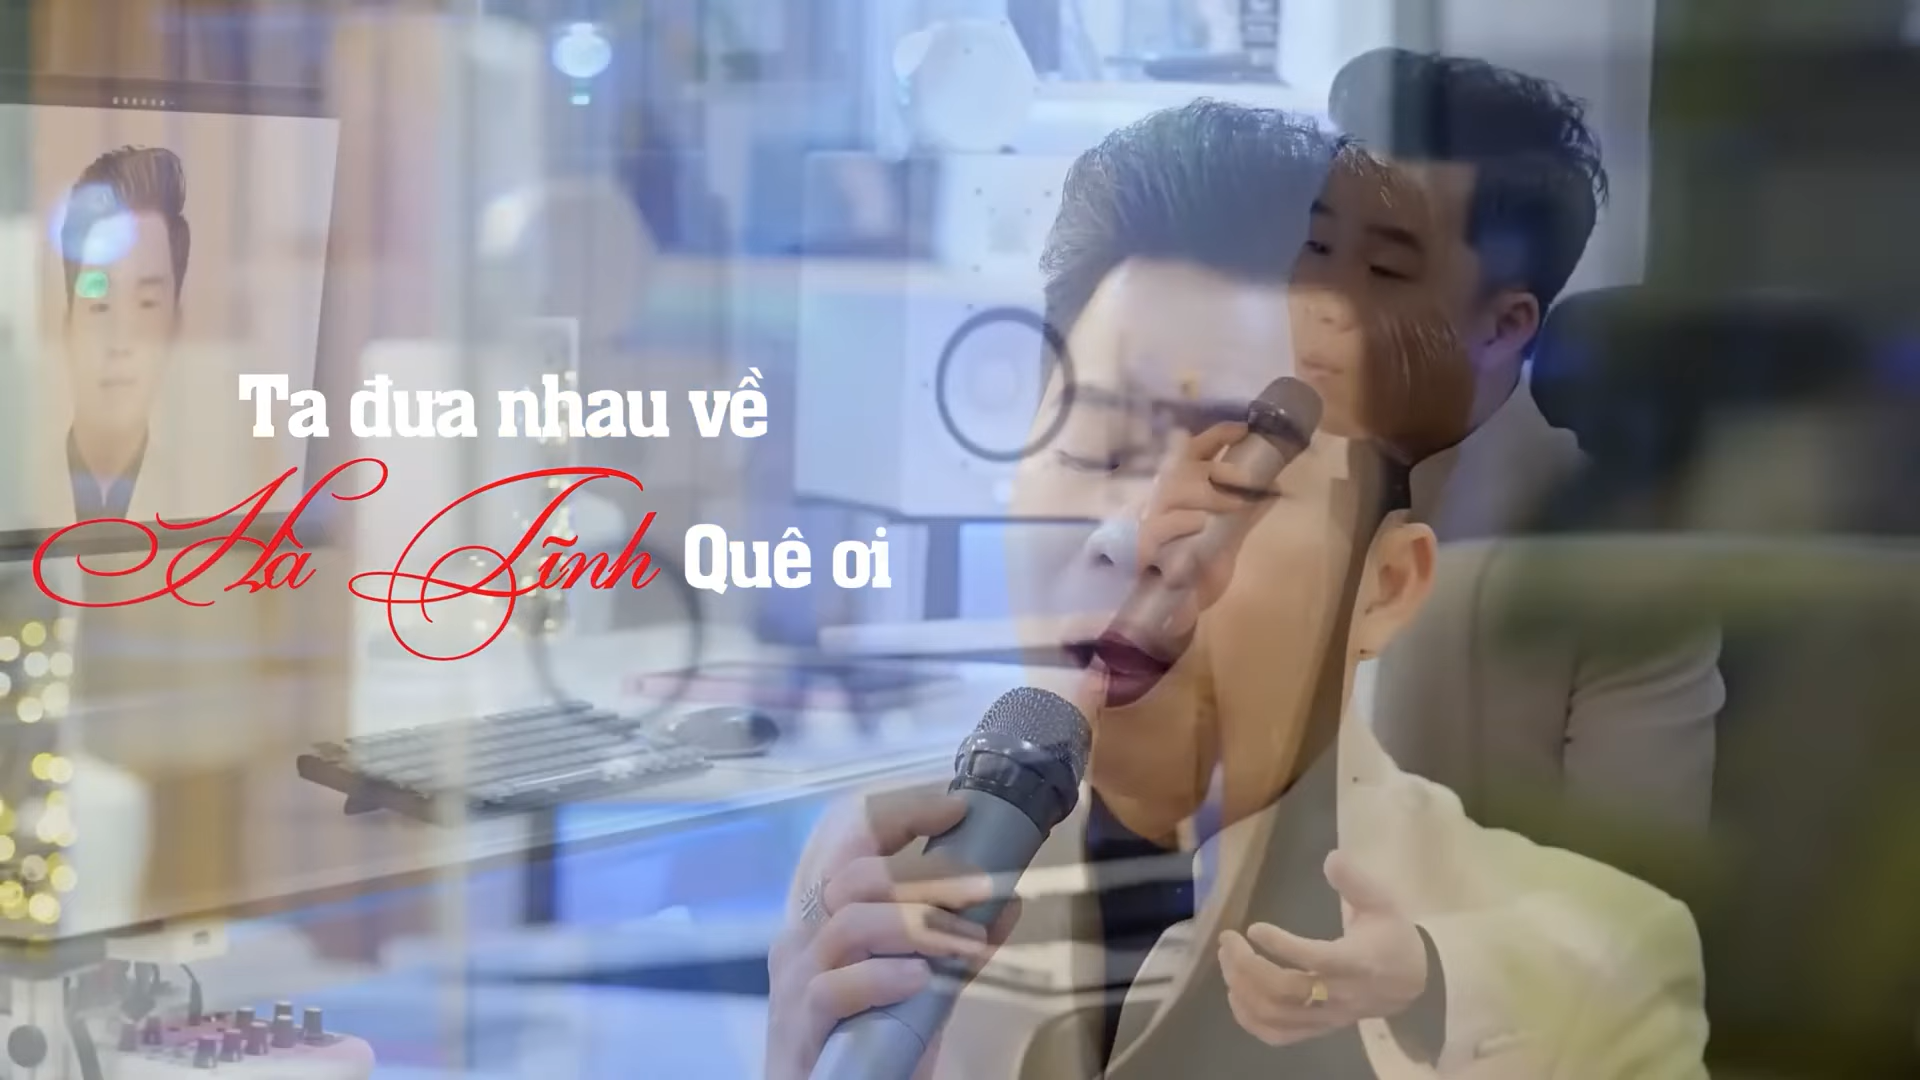 Ta đưa nhau về
Hà Tĩnh Quê ơi